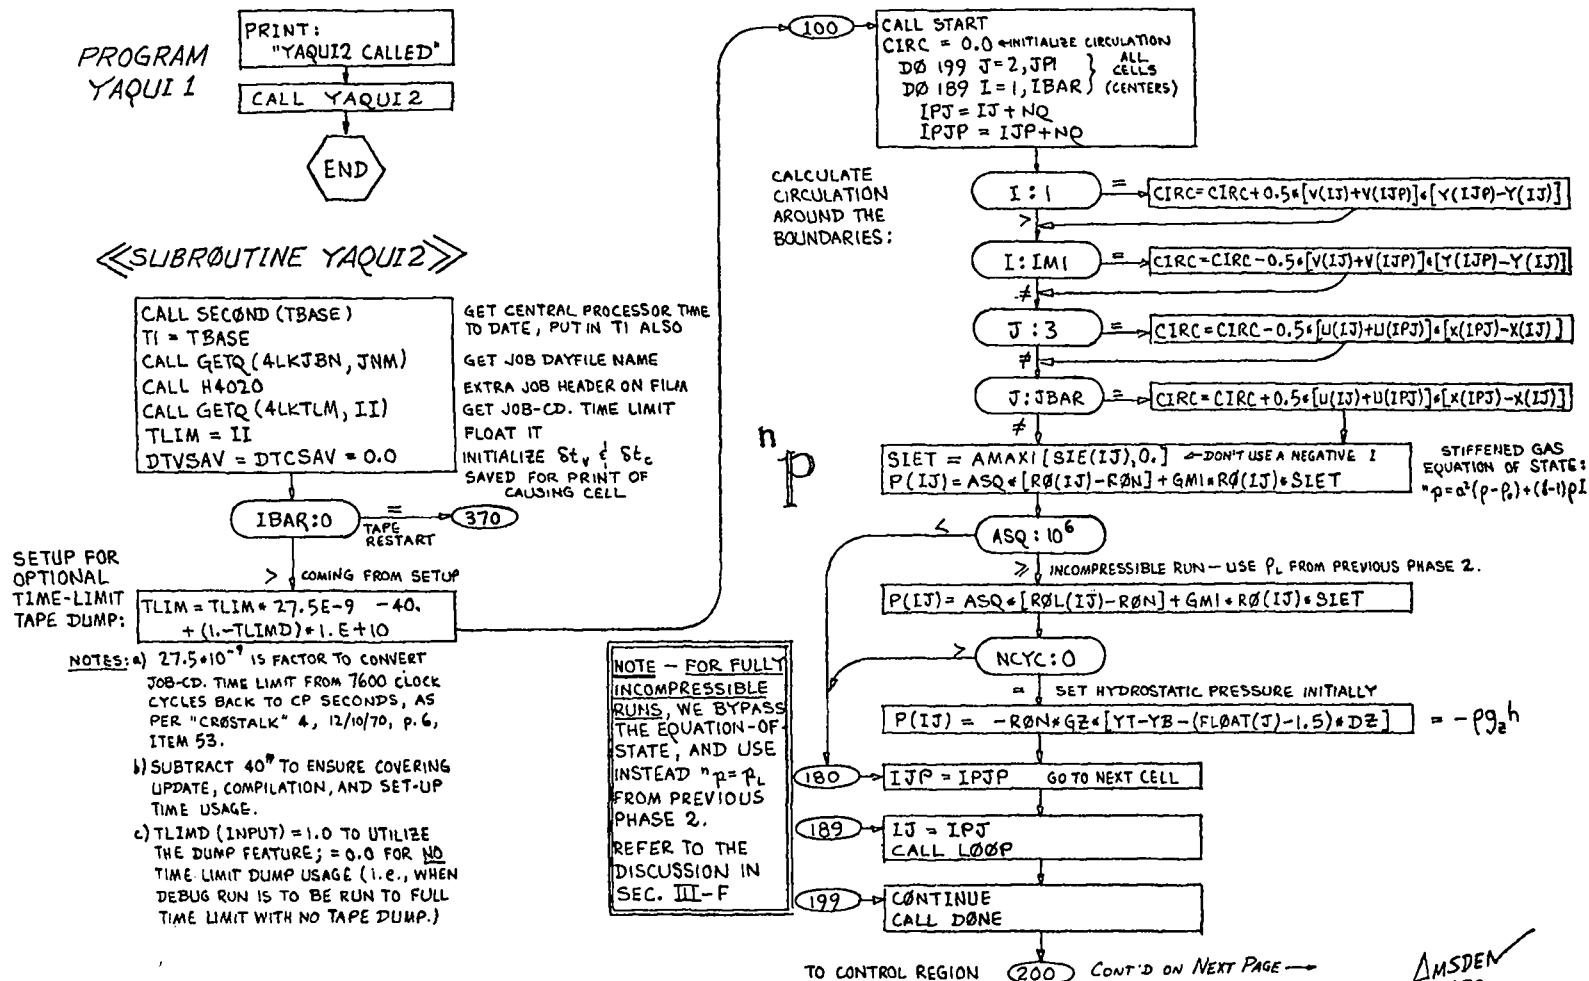 PROGRAM
YAQUI 1
PRINT:
"YAQUI2 CALLED"
CALL YAQUI2
END
≪SUBRØUTINE YAQUI2≫
CALL SECØND (TBASE)
T1 = TBASE
CALL GETQ (4LKJBN, JNM)
CALL H4020
CALL GETQ (4LKTLM, II)
TLIM = II
DTVSAV = DTCSAV = 0.0
GET CENTRAL PROCESSOR TIME
TO DATE, PUT IN T1 ALSO
GET JOB DAYFILE NAME
EXTRA JOB HEADER ON FILM
GET JOB-CD. TIME LIMIT
FLOAT IT
INITIALIZE δt_v & δt_c
SAVED FOR PRINT OF
CAUSING CELL
IBAR:0
=
TAPE
RESTART
370
> COMING FROM SETUP
SETUP FOR
OPTIONAL
TIME-LIMIT
TAPE DUMP:
TLIM = TLIM * 27.5E-9 -40.
+ (1.-TLIMD)*1.E+10
NOTES: a) 27.5*10⁻⁹ IS FACTOR TO CONVERT
JOB-CD. TIME LIMIT FROM 7600 CLOCK
CYCLES BACK TO CP SECONDS, AS
PER "CRØSTALK" 4, 12/10/70, p. 6,
ITEM 53.
b) SUBTRACT 40" TO ENSURE COVERING
UPDATE, COMPILATION, AND SET-UP
TIME USAGE.
c) TLIMD (INPUT) = 1.0 TO UTILIZE
THE DUMP FEATURE; = 0.0 FOR NO
TIME LIMIT DUMP USAGE (i.e., WHEN
DEBUG RUN IS TO BE RUN TO FULL
TIME LIMIT WITH NO TAPE DUMP.)
100
CALL START
CIRC = 0.0 ←INITIALIZE CIRCULATION
DØ 199 J=2, JP1
DØ 189 I=1, IBAR
} ALL
CELLS
(CENTERS)
IPJ = IJ + NQ
IPJP = IJP+NQ
CALCULATE
CIRCULATION
AROUND THE
BOUNDARIES:
I:1
=
CIRC=CIRC+0.5*[V(IJ)+V(IJP)]*[Y(IJP)-Y(IJ)]
>
I:IM1
=
CIRC=CIRC-0.5*[V(IJ)+V(IJP)]*[Y(IJP)-Y(IJ)]
≠
J:3
=
CIRC=CIRC-0.5*[U(IJ)+U(IPJ)]*[X(IPJ)-X(IJ)]
≠
J:JBAR
=
CIRC=CIRC+0.5*[U(IJ)+U(IPJ)]*[X(IPJ)-X(IJ)]
≠
ⁿp
SIET = AMAX1[SIE(IJ),0.] ←DON'T USE A NEGATIVE I
P(IJ)=ASQ*[RØ(IJ)-RØN]+GM1*RØ(IJ)*SIET
STIFFENED GAS
EQUATION OF STATE:
ⁿp=a²(ρ-ρ₀)+(γ-1)ρI
ASQ:10⁶
<
≥ INCOMPRESSIBLE RUN—USE ρ_L FROM PREVIOUS PHASE 2.
P(IJ)=ASQ*[RØL(IJ)-RØN]+GM1*RØ(IJ)*SIET
NCYC:0
>
= SET HYDROSTATIC PRESSURE INITIALLY
P(IJ) = -RØN*GZ*[YT-YB-(FLØAT(J)-1.5)*DZ] = -ρg_z h
NOTE — FOR FULLY
INCOMPRESSIBLE
RUNS, WE BYPASS
THE EQUATION-OF-
STATE, AND USE
INSTEAD ⁿp=p_L
FROM PREVIOUS
PHASE 2.
REFER TO THE
DISCUSSION IN
SEC. III-F
180
IJP = IPJP GO TO NEXT CELL
189
IJ = IPJ
CALL LØØP
199
CØNTINUE
CALL DØNE
TO CONTROL REGION 200 CONT'D ON NEXT PAGE →
AMSDEN